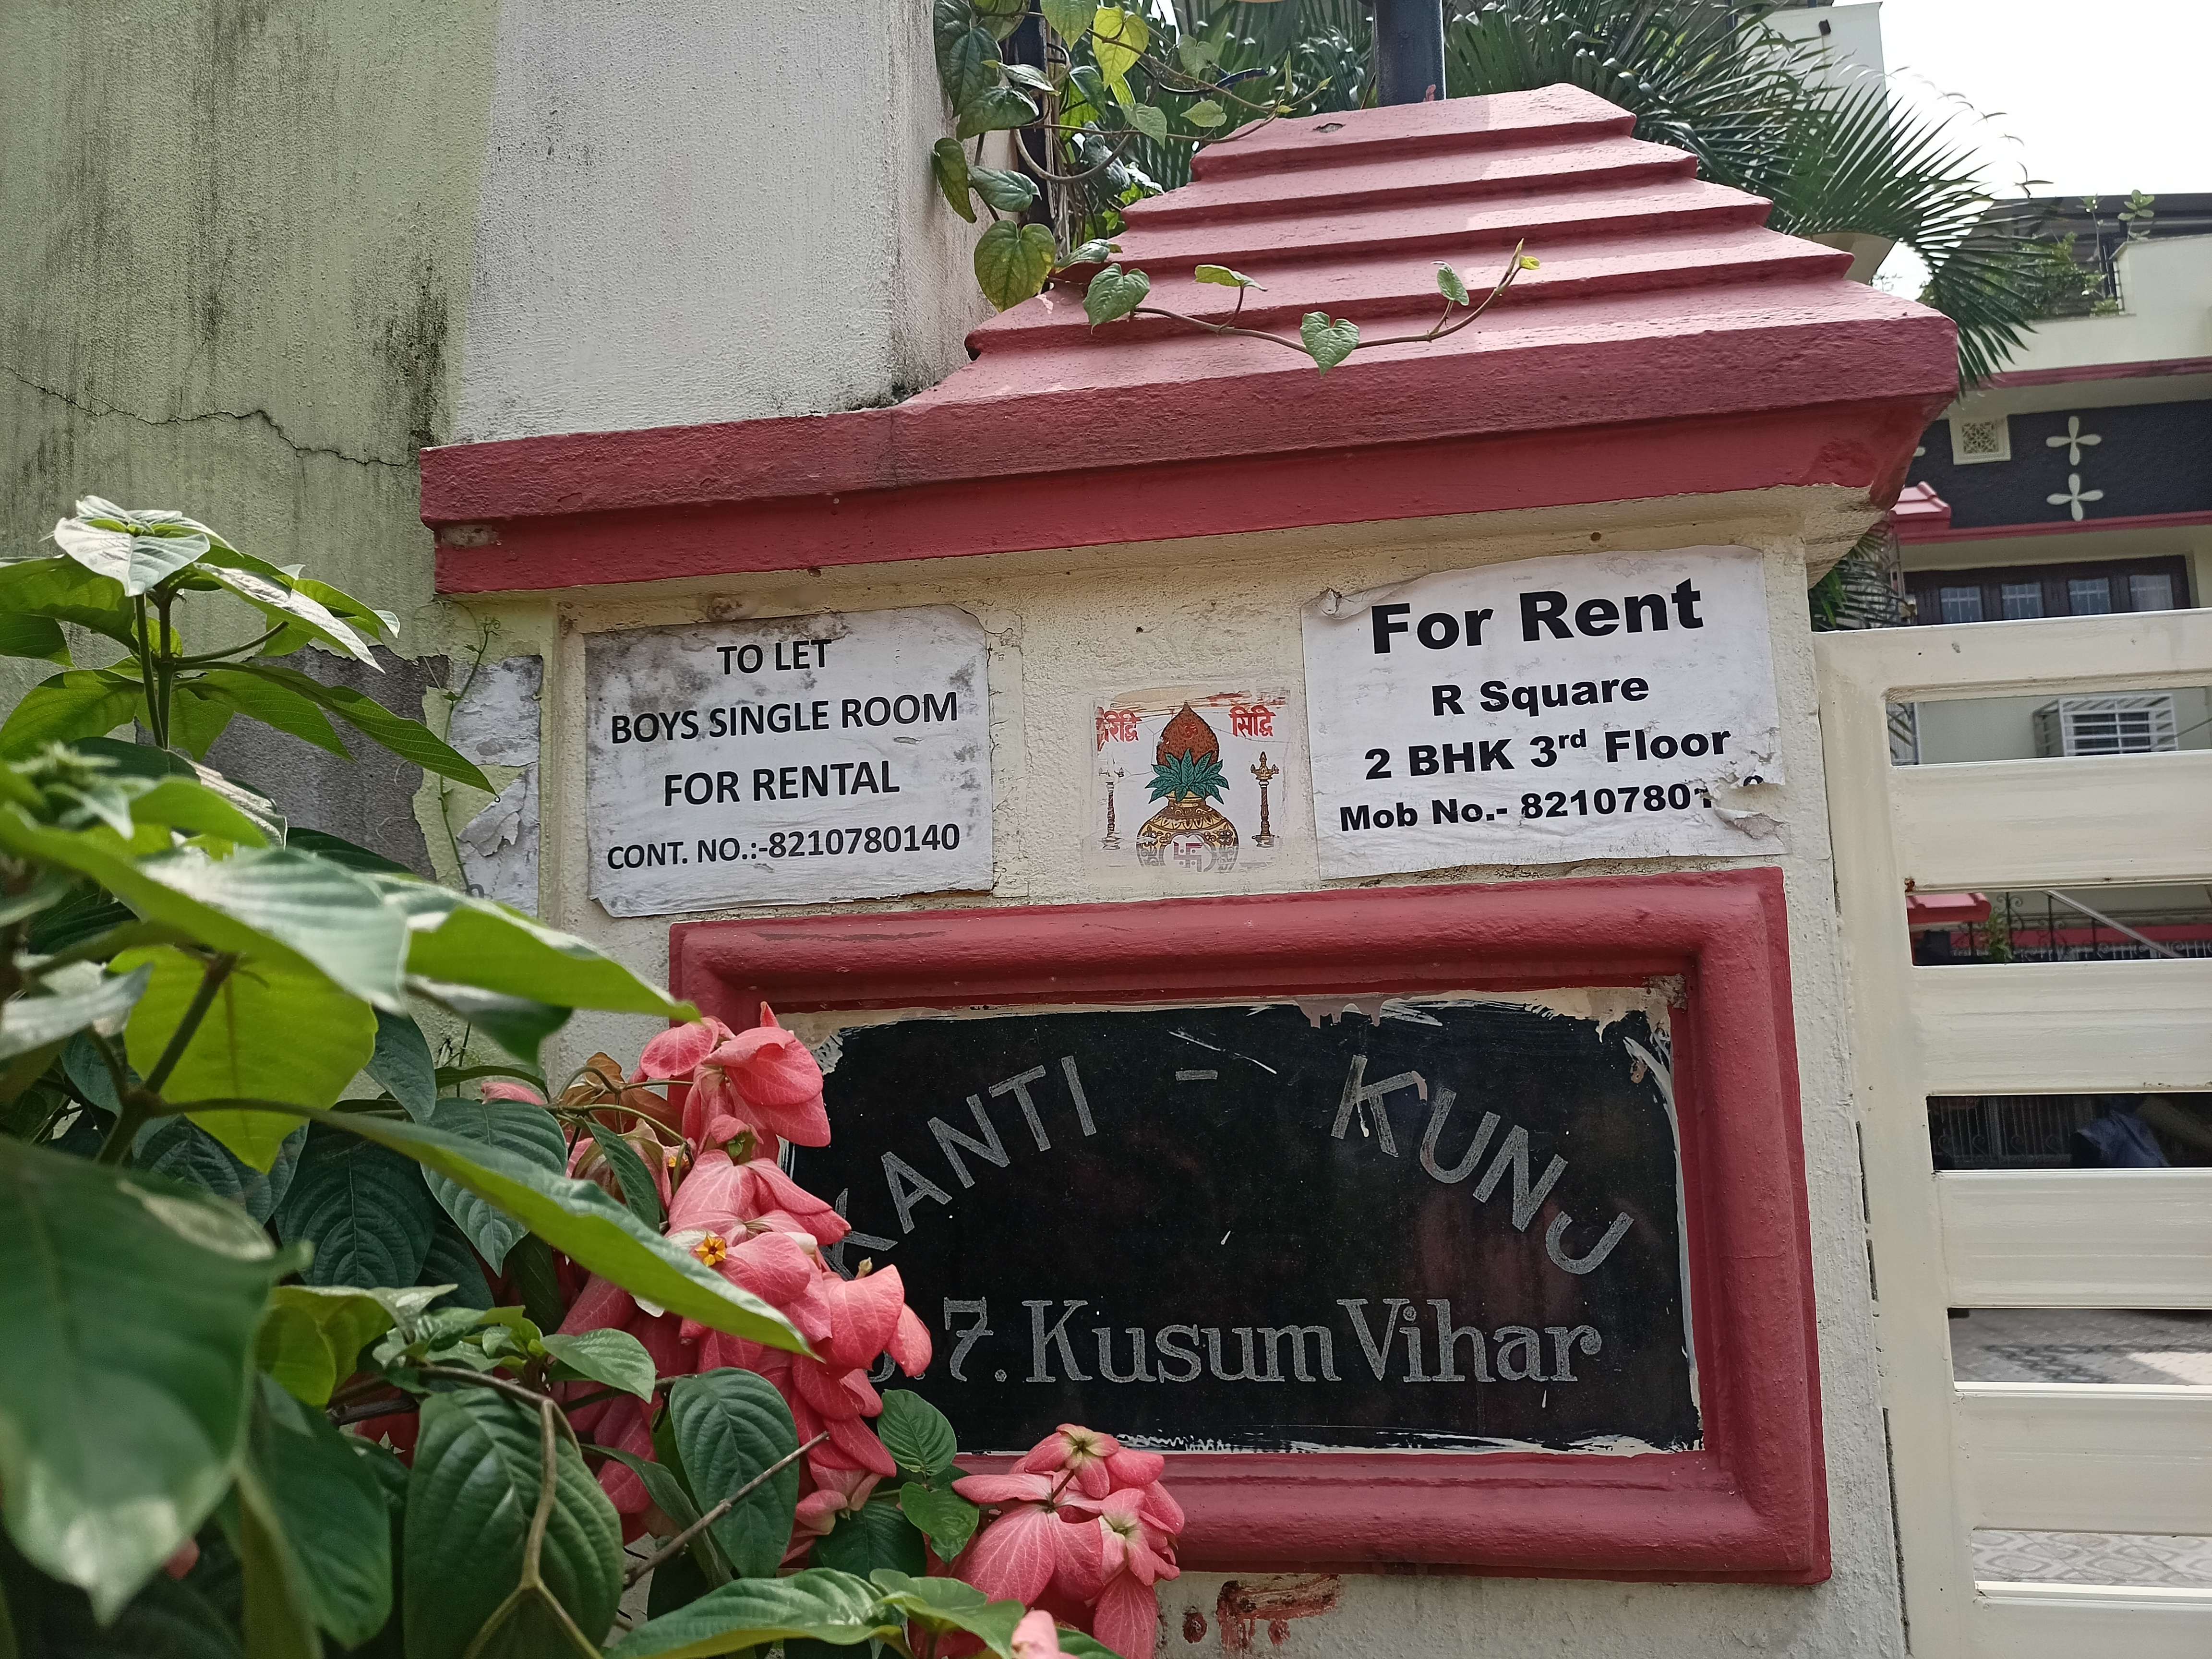 TO LET
BOYS SINGLE ROOM
FOR RENTAL
CONT. NO.:-8210780140
रिद्धि सिद्धि
For Rent
R Square
2 BHK 3rd Floor
Mob No.-
KANTI - KUNJ
7. Kusum Vihar